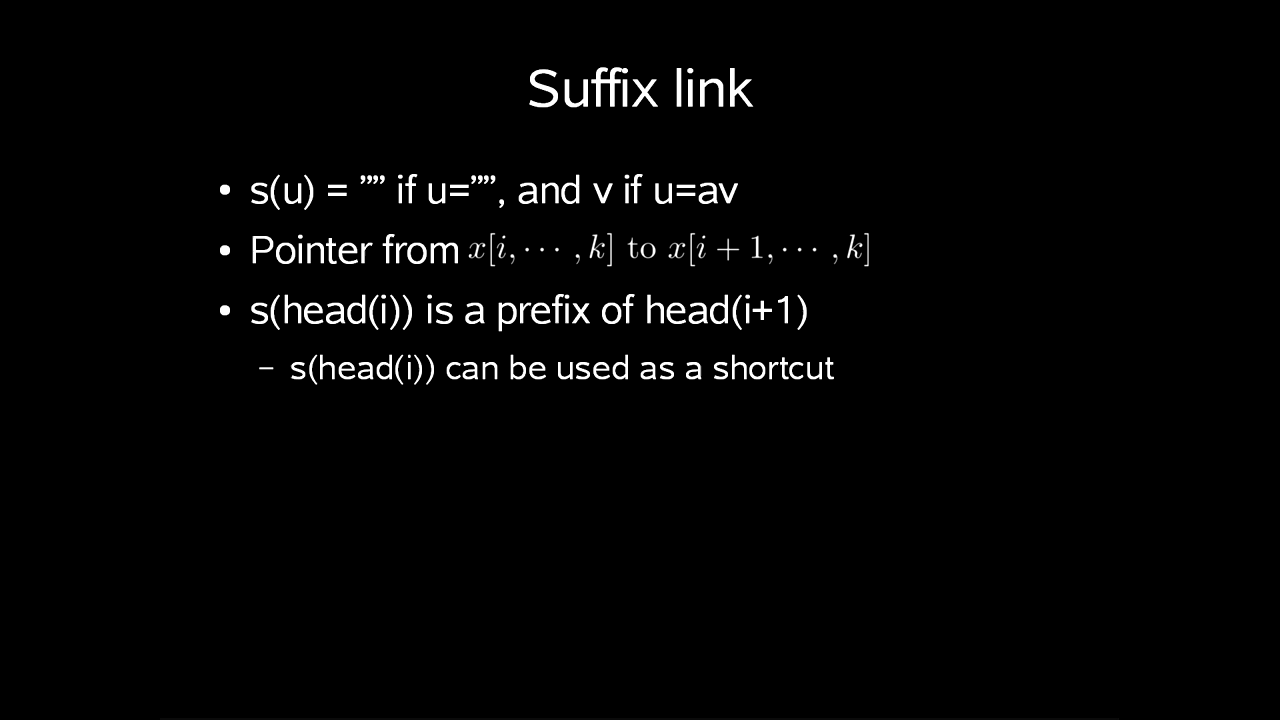 Suffix link
• s(u) = ”” if u=””, and v if u=av
• Pointer from x[i, ⋯ , k] to x[i + 1, ⋯ , k]
• s(head(i)) is a prefix of head(i+1)
– s(head(i)) can be used as a shortcut